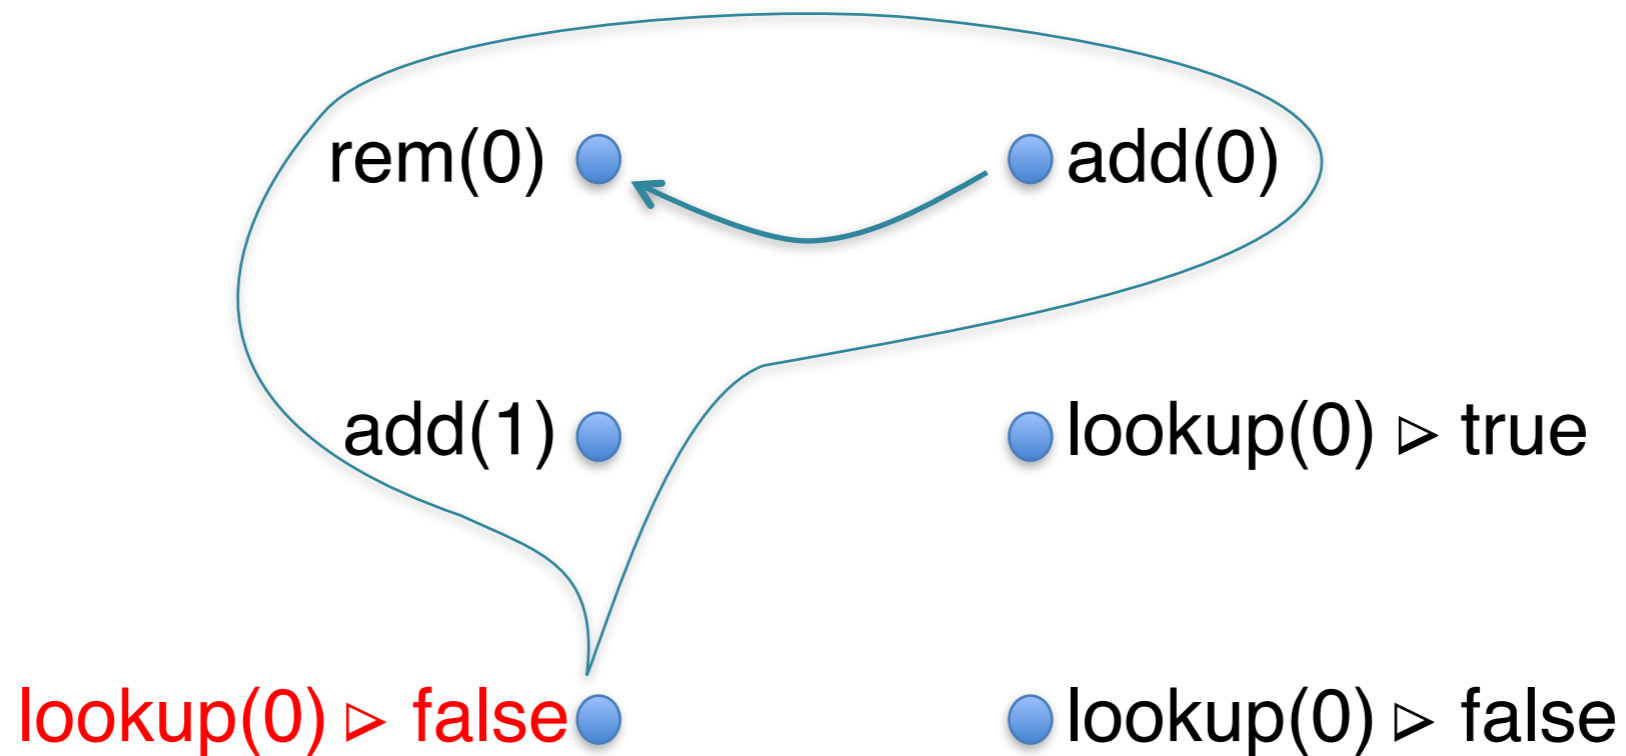 rem(0) add(0)
add(1) lookup(0) ▹ true
lookup(0) ▹ false lookup(0) ▹ false